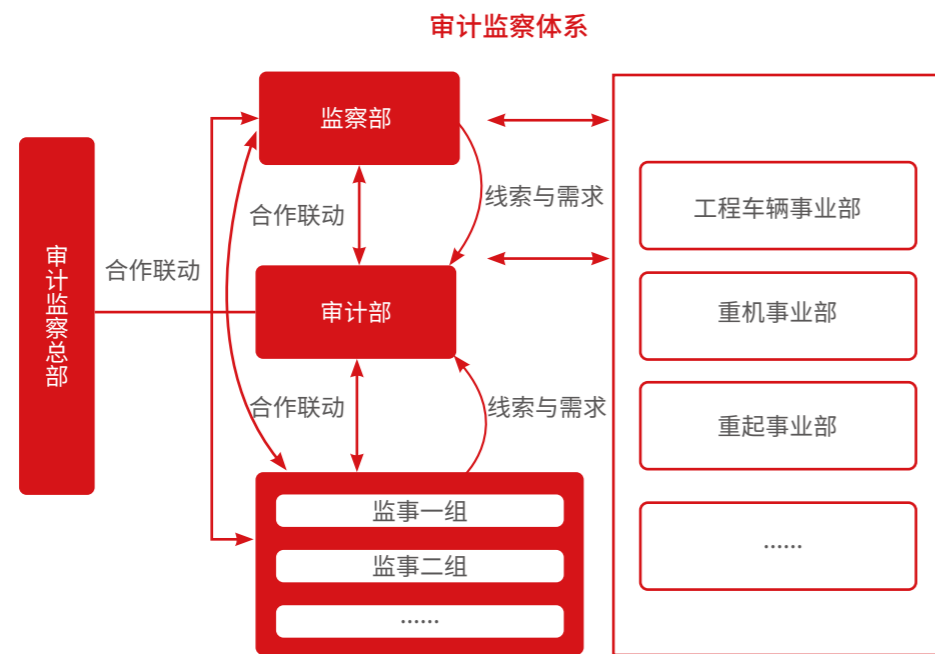 审计监察体系
监察部
线索与需求
合作联动
工程车辆事业部
审计监察总部
合作联动
审计部
重机事业部
合作联动
线索与需求
重起事业部
监事一组
监事二组
......
......